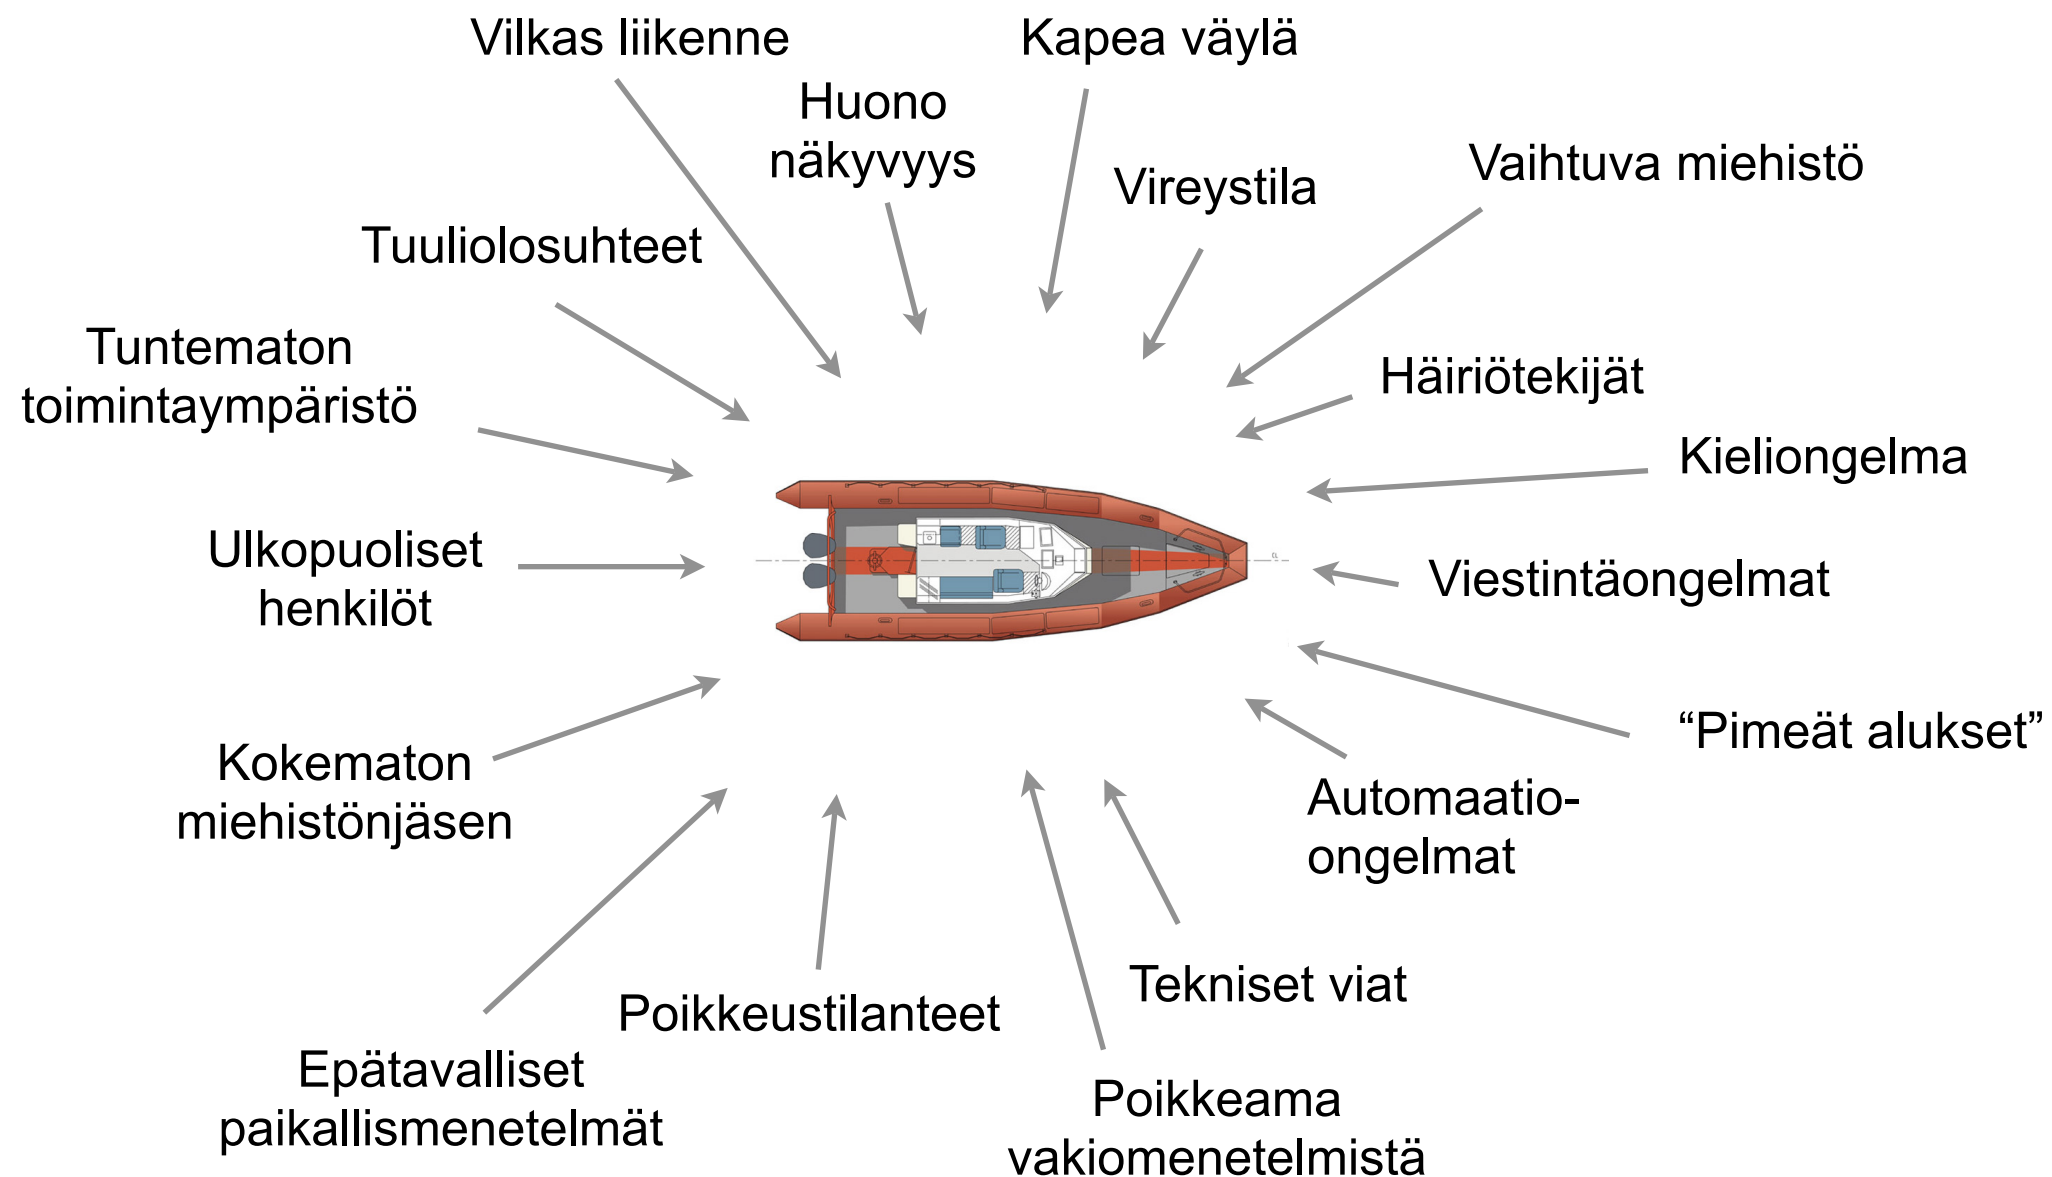 Vilkas liikenne
Kapea väylä
Huono
näkyvyys
Vireystila
Vaihtuva miehistö
Tuuliolosuhteet
Tuntematon
toimintaympäristö
Häiriötekijät
Kieliongelma
Ulkopuoliset
henkilöt
Viestintäongelmat
“Pimeät alukset”
Kokematon
miehistönjäsen
Automaatio-
ongelmat
Tekniset viat
Poikkeustilanteet
Epätavalliset
paikallismenetelmät
Poikkeama
vakiomenetelmistä